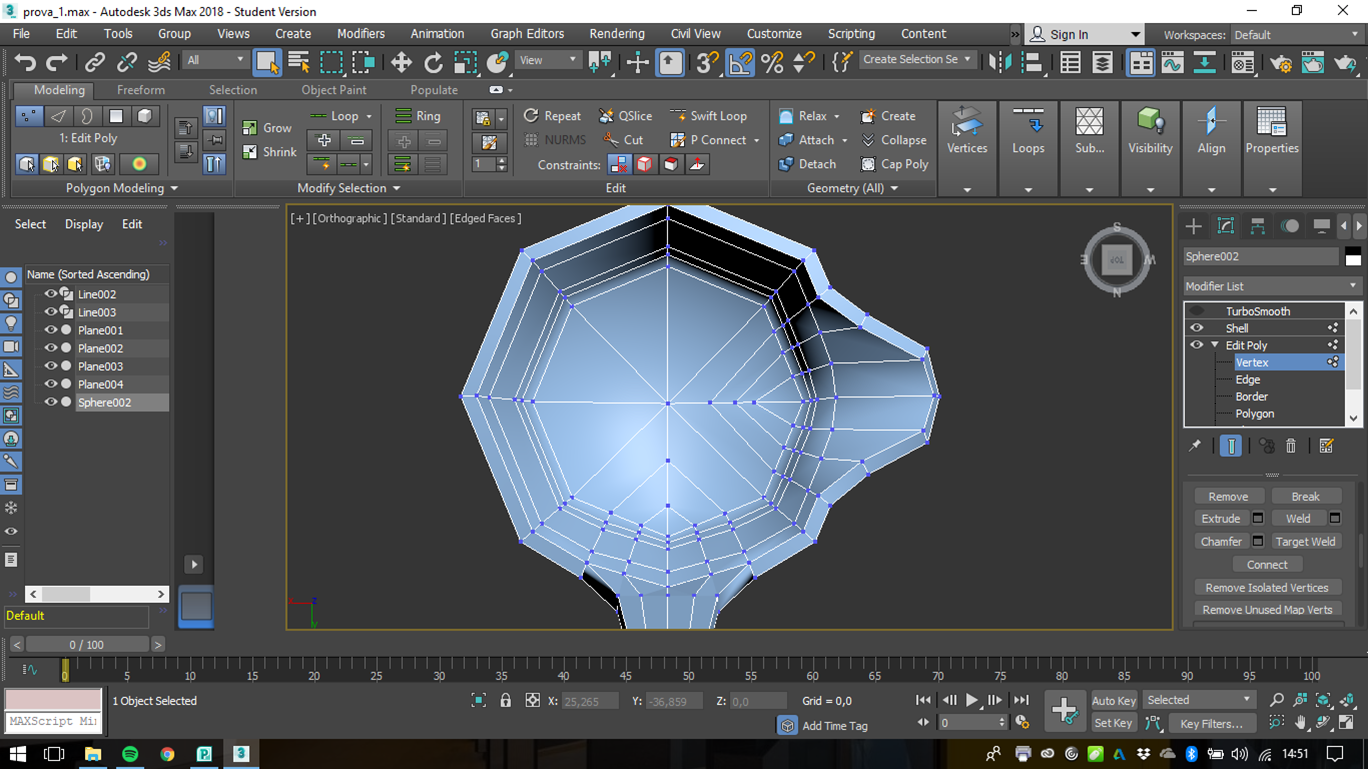 prova_1.max - Autodesk 3ds Max 2018 - Student Version
File Edit Tools Group Views Create Modifiers Animation Graph Editors Rendering Civil View Customize Scripting Content » Sign In Workspaces: Default
All View 3 Create Selection Se
Modeling Freeform Selection Object Paint Populate
1: Edit Poly
Grow
Shrink
Loop Ring
Repeat QSlice Swift Loop
NURMS Cut P Connect
1 Constraints:
Relax Create
Attach Collapse
Detach Cap Poly
Vertices Loops Sub... Visibility Align Properties
Polygon Modeling Modify Selection Edit Geometry (All)
Select Display Edit
»
Name (Sorted Ascending)
Line002
Line003
Plane001
Plane002
Plane003
Plane004
Sphere002
[+] [Orthographic ] [Standard ] [Edged Faces ]
S
E TOP W
N
Sphere002
Modifier List
TurboSmooth
Shell
Edit Poly
Vertex
Edge
Border
Polygon
Remove Break
Extrude Weld
Chamfer Target Weld
Connect
Remove Isolated Vertices
Remove Unused Map Verts
Default
< 0 / 100 >
0 5 10 15 20 25 30 35 40 45 50 55 60 65 70 75 80 85 90 95 100
1 Object Selected X: 25,265 Y: -36,859 Z: 0,0 Grid = 0,0
Auto Key Selected
MAXScript Mi
Add Time Tag 0 Set Key Key Filters...
14:51